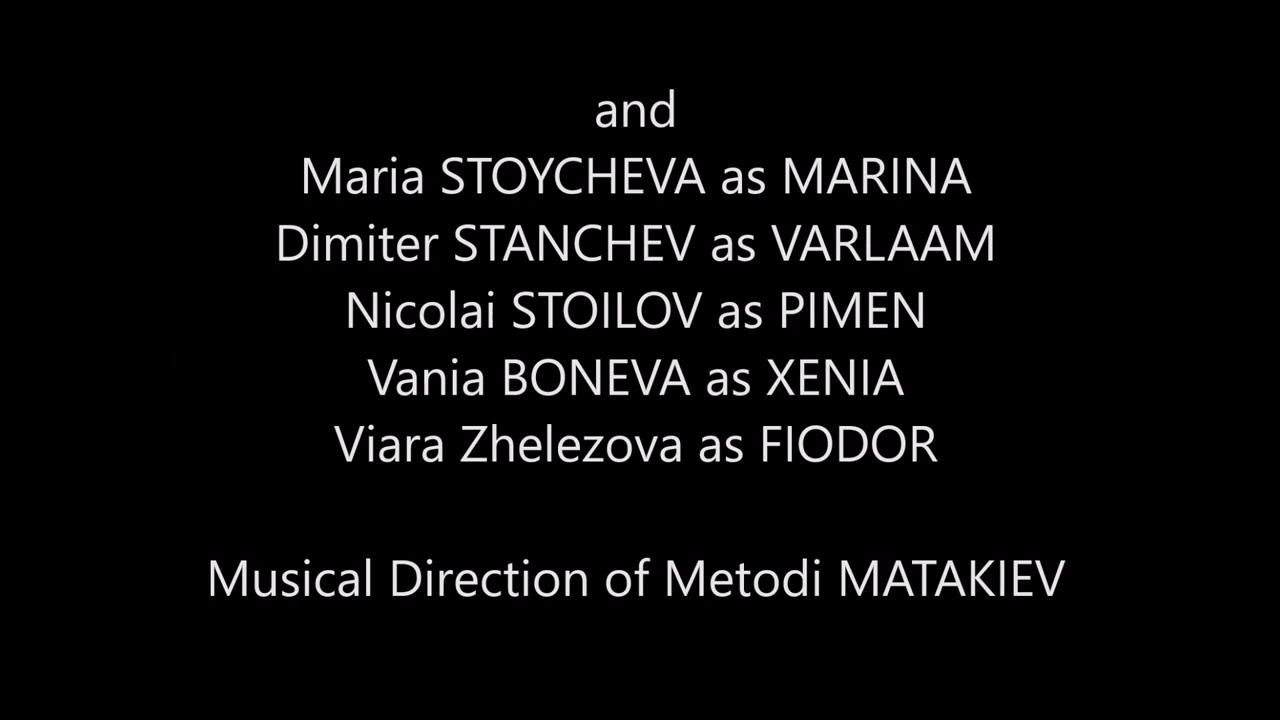 and
Maria STOYCHEVA as MARINA
Dimiter STANCHEV as VARLAAM
Nicolai STOILOV as PIMEN
Vania BONEVA as XENIA
Viara Zhelezova as FIODOR
Musical Direction of Metodi MATAKIEV